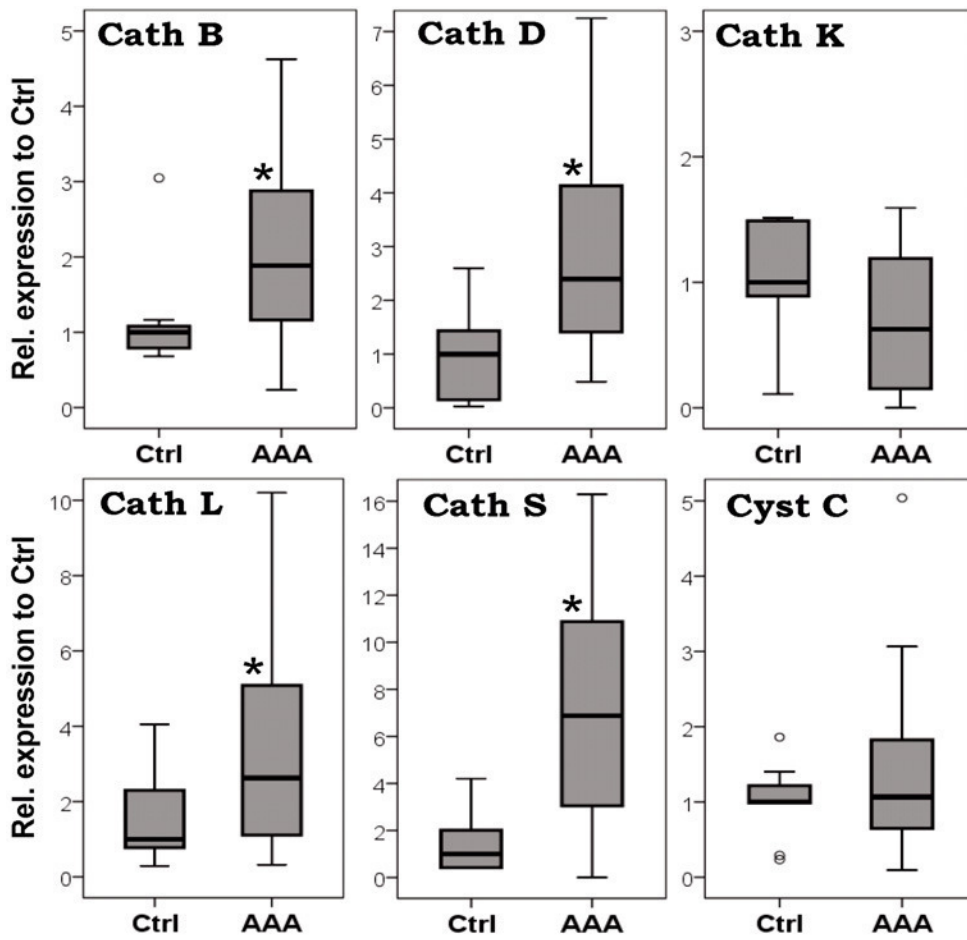 Cath B
Cath D
Cath K
Rel. expression to Ctrl
5
4
3
2
1
0
*
Ctrl
AAA
7
6
5
4
3
2
1
0
*
Ctrl
AAA
3
2
1
0
Ctrl
AAA
Cath L
Cath S
Cyst C
Rel. expression to Ctrl
10
8
6
4
2
0
*
Ctrl
AAA
16
14
12
10
8
6
4
2
0
*
Ctrl
AAA
5
4
3
2
1
0
Ctrl
AAA